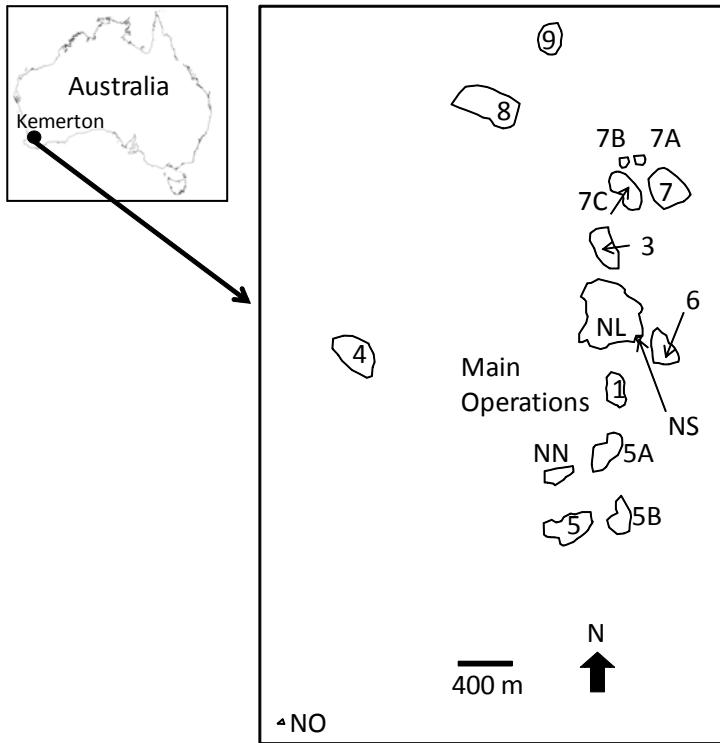 Australia
Kemerton
9
8
7B 7A
7C 7
3
6
NL
4
Main
Operations
1
NS
NN
5A
5
5B
N
400 m
NO